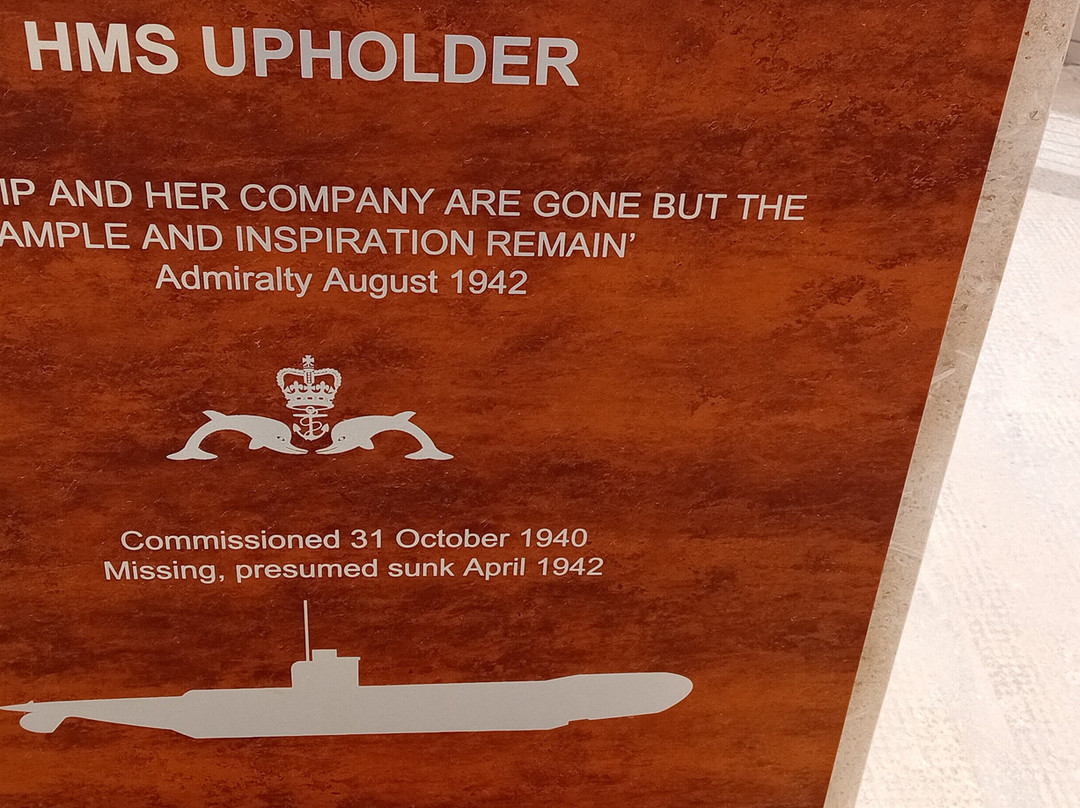 HMS UPHOLDER
IP AND HER COMPANY ARE GONE BUT THE
AMPLE AND INSPIRATION REMAIN’
Admiralty August 1942
Commissioned 31 October 1940
Missing, presumed sunk April 1942